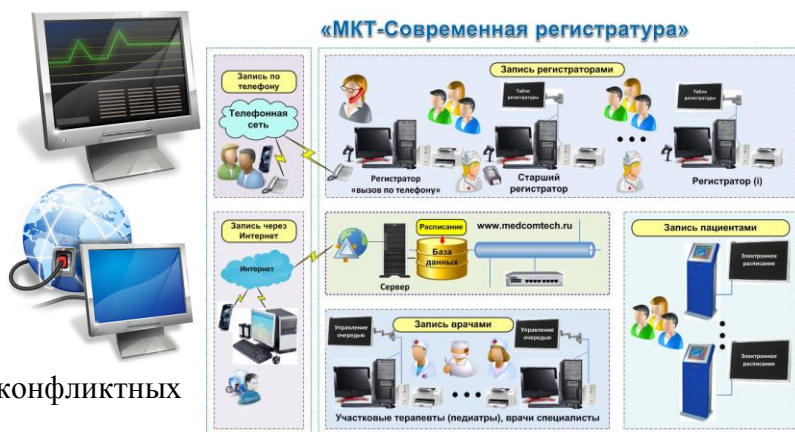 «МКТ-Современная регистратура»
Запись по
телефону
Телефонная
сеть
Запись регистраторами
Табло
регистратуры
Табло
регистратуры
Регистратор
«вызов по телефону»
Старший
регистратор
Регистратор (i)
Запись через
Интернет
Интернет
Расписание
www.medcomtech.ru
База
данных
Сервер
Запись пациентами
Электронное
расписание
Электронное
расписание
Запись врачами
Управление
очередью
Управление
очередью
Участковые терапевты (педиатры), врачи специалисты
конфликтных